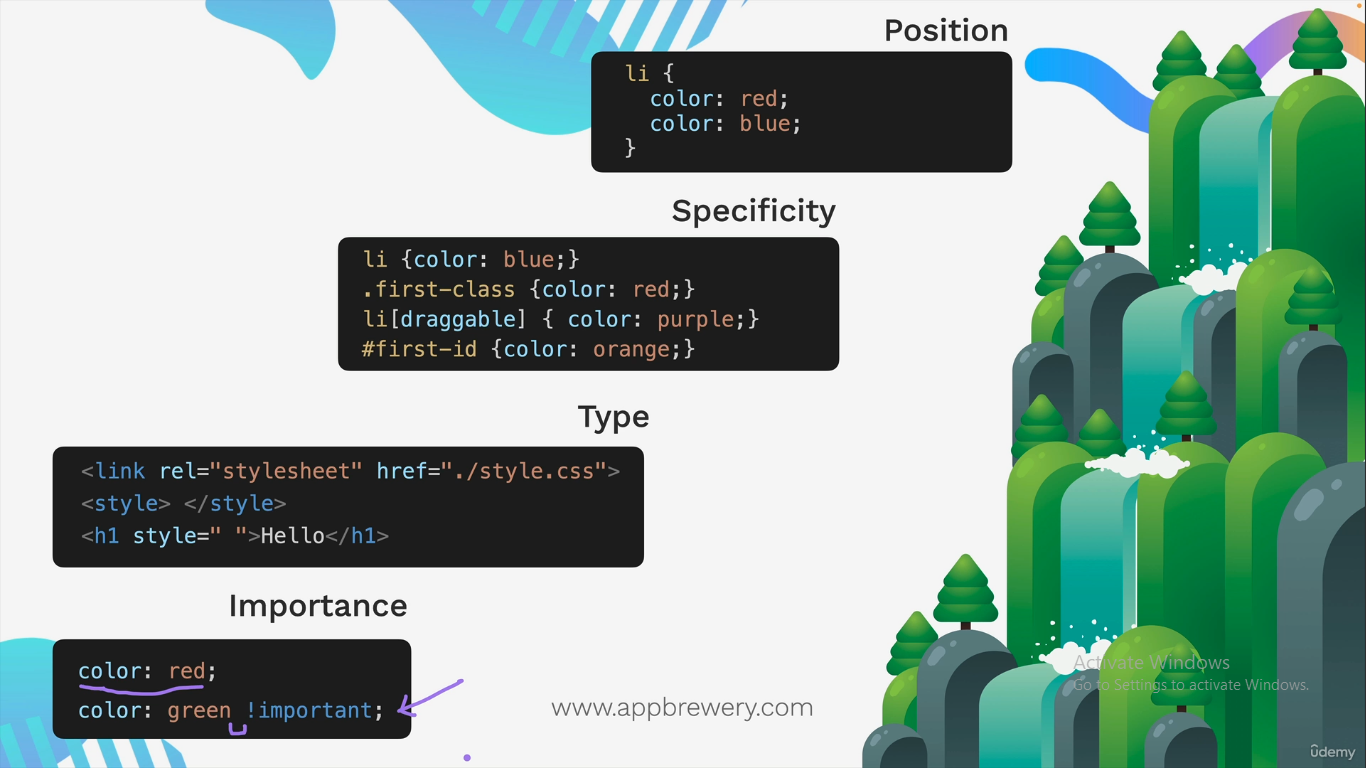 Position
li {
  color: red;
  color: blue;
}
Specificity
li {color: blue;}
.first-class {color: red;}
li[draggable] { color: purple;}
#first-id {color: orange;}
Type
<link rel="stylesheet" href="./style.css">
<style> </style>
<h1 style=" ">Hello</h1>
Importance
color: red;
color: green !important;
www.appbrewery.com
Activate Windows
Go to Settings to activate Windows.
ûdemy